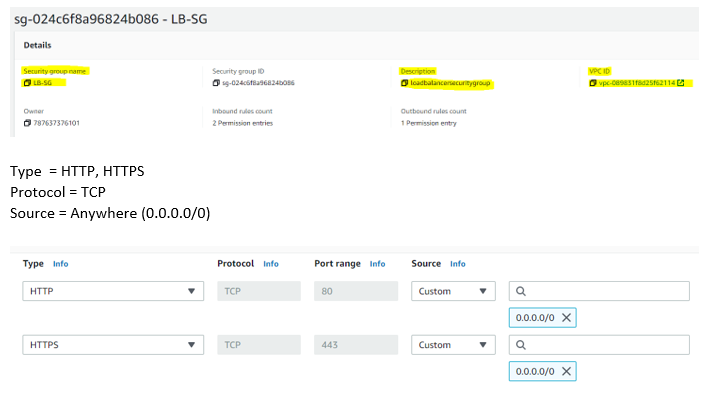 sg-024c6f8a96824b086 - LB-SG
Details
Security group name Security group ID Description VPC ID
LB-SG sg-024c6f8a96824b086 loadbalancersecuritygroup vpc-089831f8d25f62114
Owner Inbound rules count Outbound rules count
787637376101 2 Permission entries 1 Permission entry
Type = HTTP, HTTPS
Protocol = TCP
Source = Anywhere (0.0.0.0/0)
Type Info Protocol Info Port range Info Source Info
HTTP TCP 80 Custom
0.0.0.0/0
HTTPS TCP 443 Custom
0.0.0.0/0